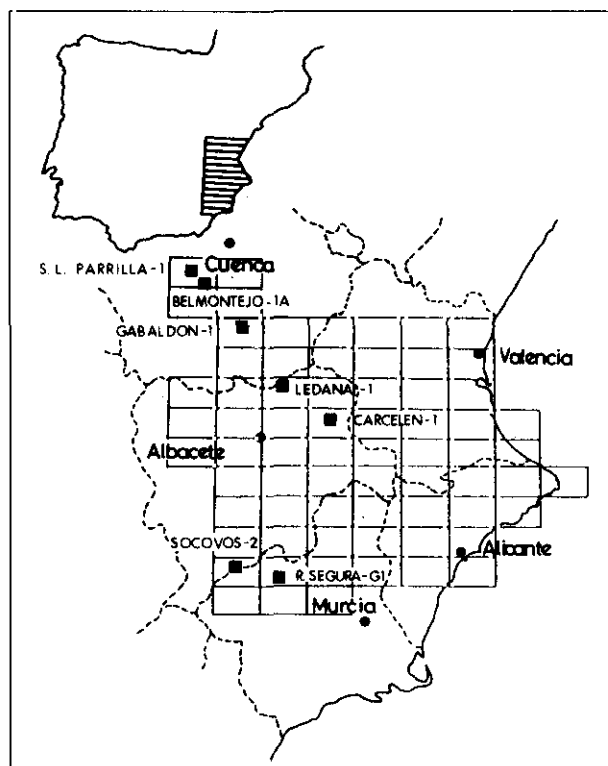 Cuenca
S. L. PARRILLA-1
BELMONTEJO-1A
GABALDON-1
Valencia
LEDANA-1
CARCELEN-1
Albacete
SOCOVOS-2
Alicante
R. SEGURA-G1
Murcia